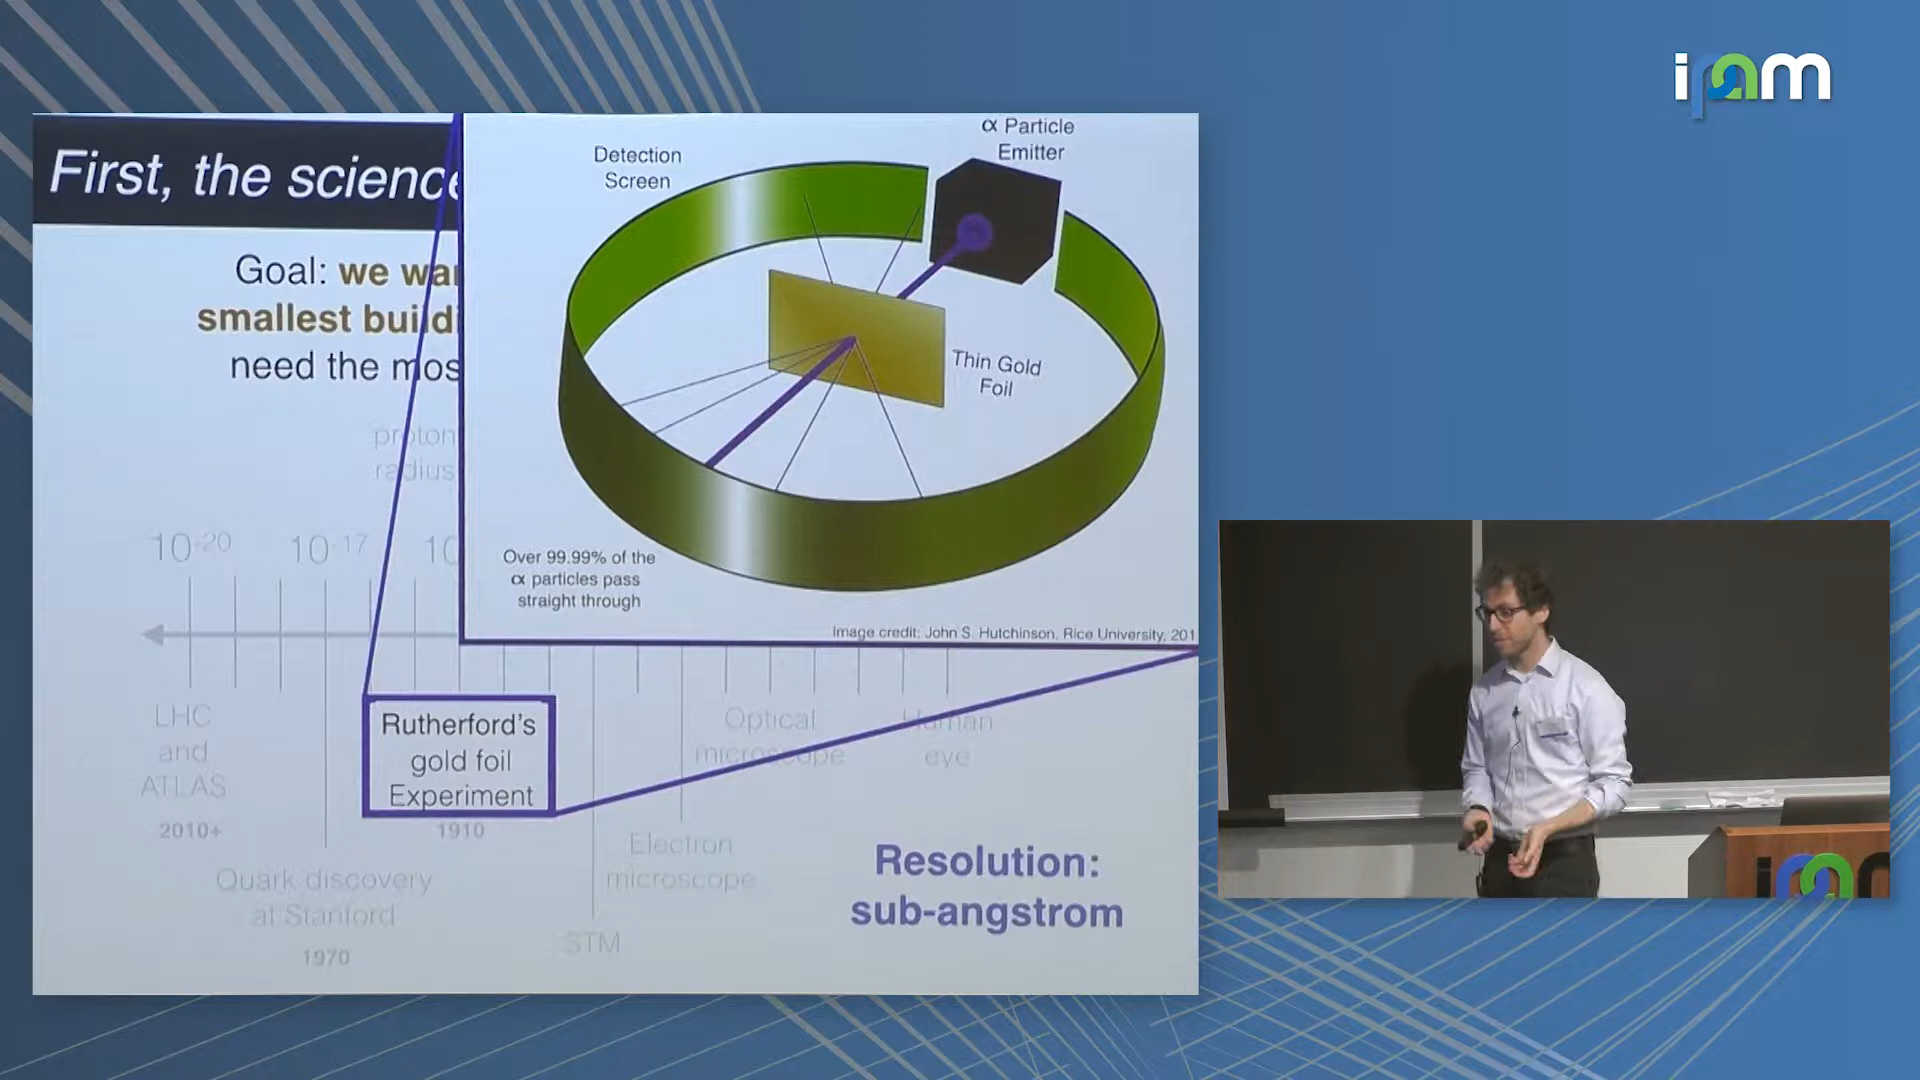 ipam
First, the science
Goal: we wan
smallest buildi
need the mos
proton
radius
10-20
10-17
10
LHC
and
ATLAS
2010+
Rutherford's
gold foil
Experiment
1910
Quark discovery
at Stanford
1970
STM
Electron
microscope
Optical
microscope
Human
eye
Resolution:
sub-angstrom
Detection
Screen
α Particle
Emitter
Thin Gold
Foil
Over 99.99% of the
α particles pass
straight through
Image credit: John S. Hutchinson, Rice University, 201